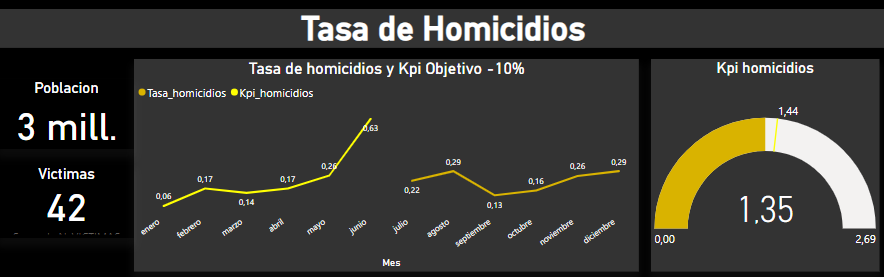 Tasa de Homicidios
Poblacion
3 mill.
Victimas
42
Tasa de homicidios y Kpi Objetivo -10%
Tasa_homicidios Kpi_homicidios
0,06
0,17
0,14
0,17
0,26
0,63
0,22
0,29
0,13
0,16
0,26
0,29
enero
febrero
marzo
abril
mayo
junio
julio
agosto
septiembre
octubre
noviembre
diciembre
Mes
Kpi homicidios
1,44
1,35
0,00
2,69